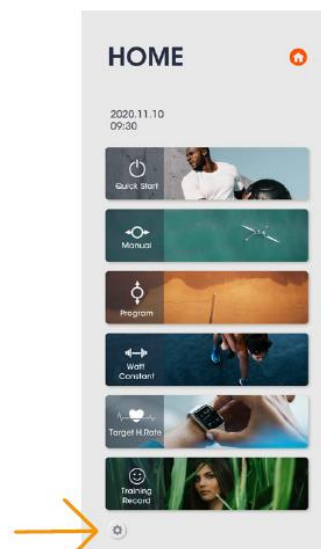 HOME
2020.11.10
09:30
Quick Start
Manual
Program
Watt
Constant
Target H.Rate
Training
Record